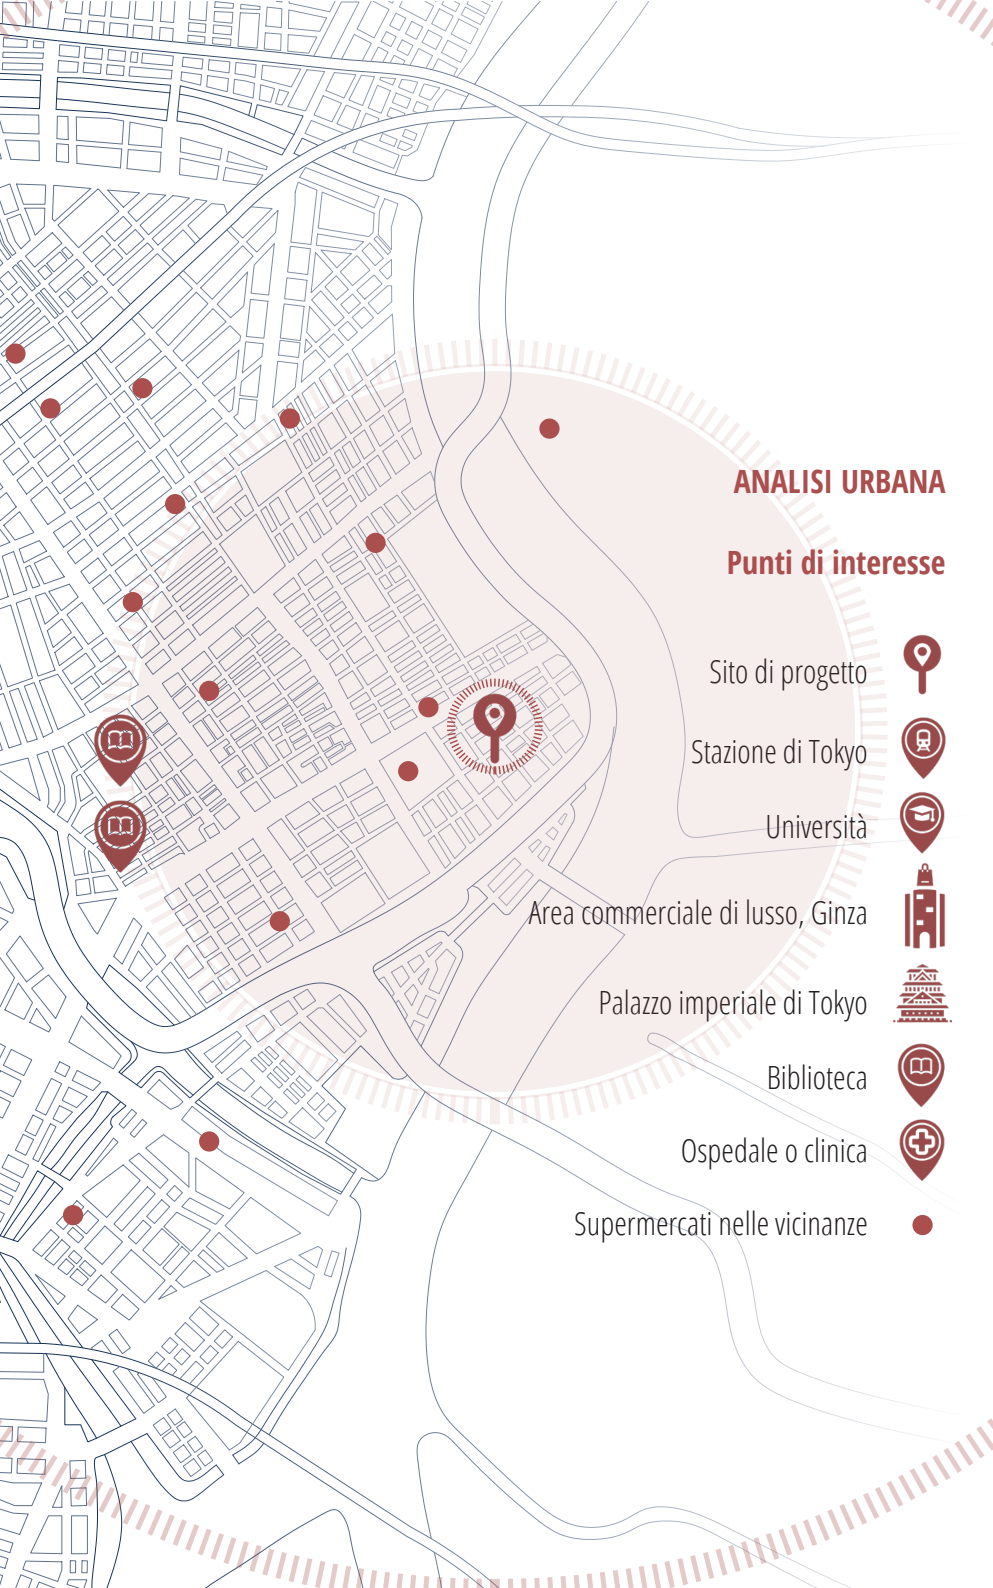 ANALISI URBANA
Punti di interesse
Sito di progetto
Stazione di Tokyo
Università
Area commerciale di lusso, Ginza
Palazzo imperiale di Tokyo
Biblioteca
Ospedale o clinica
Supermercati nelle vicinanze